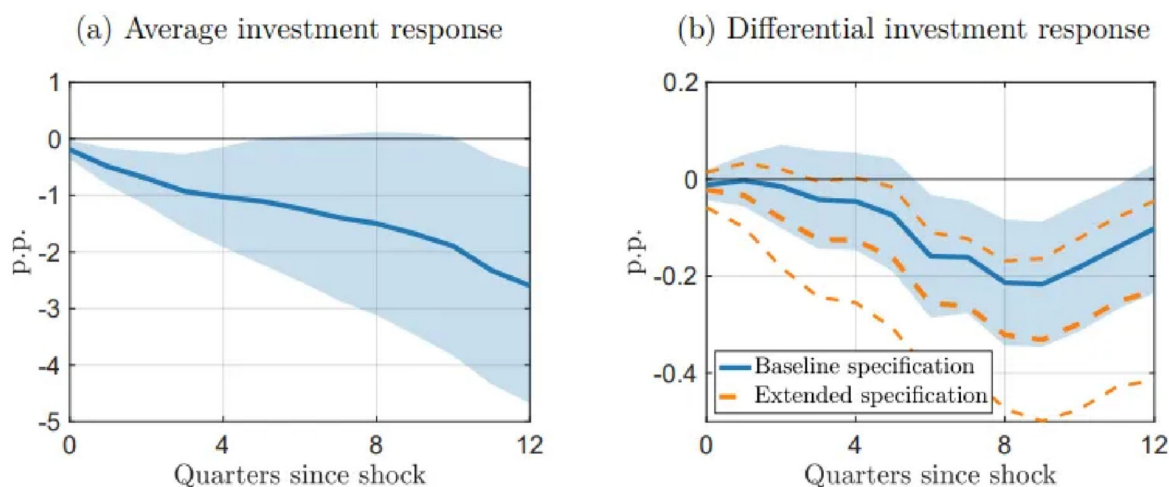 (a) Average investment response
(b) Differential investment response
1
0
-1
-2
-3
-4
-5
p.p.
0
4
8
12
Quarters since shock
0.2
0
-0.2
-0.4
p.p.
Baseline specification
Extended specification
0
4
8
12
Quarters since shock